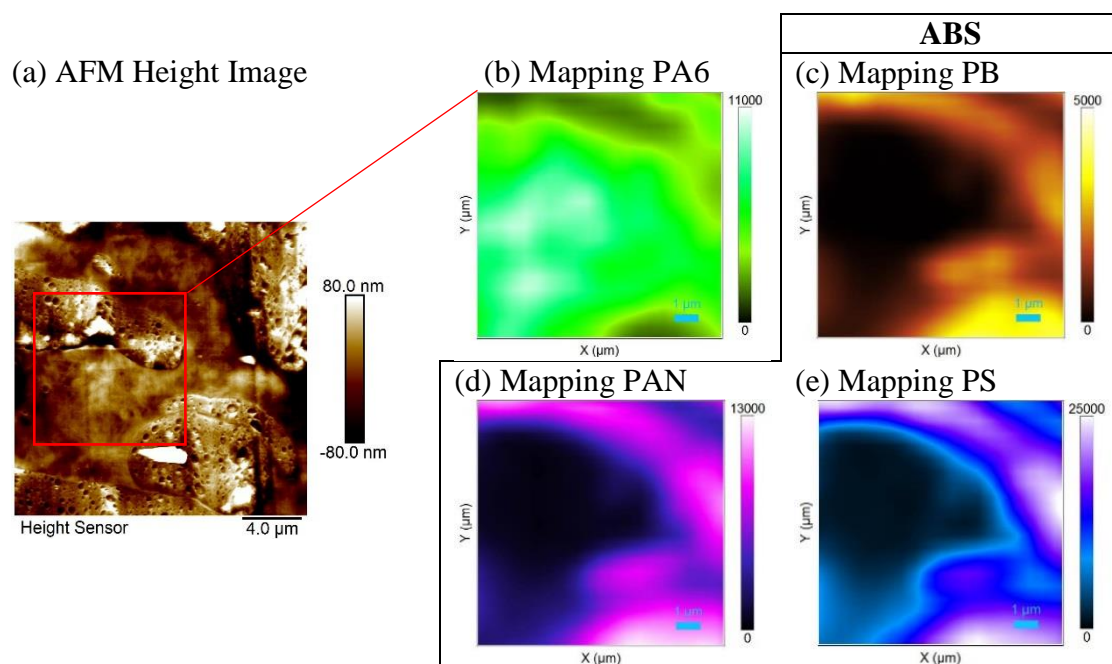 ABS
(a) AFM Height Image
(b) Mapping PA6
(c) Mapping PB
11000
Y (µm)
1 µm
0
X (µm)
5000
Y (µm)
1 µm
0
X (µm)
80.0 nm
-80.0 nm
Height Sensor
4.0 µm
(d) Mapping PAN
(e) Mapping PS
13000
Y (µm)
1 µm
0
X (µm)
25000
Y (µm)
1 µm
0
X (µm)